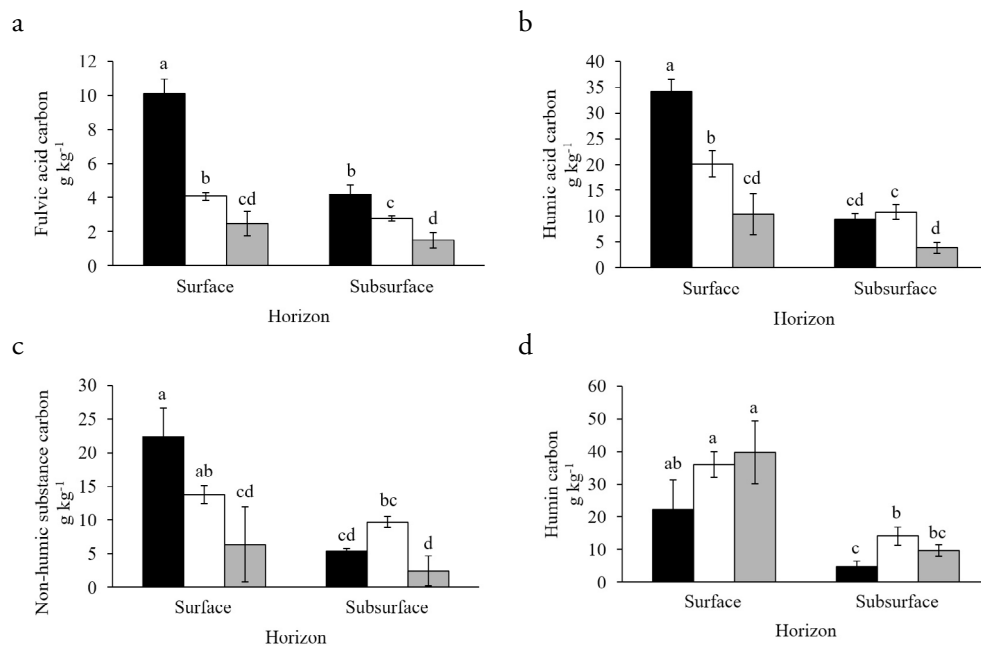 a
Fulvic acid carbon
g kg-1
12
10
8
6
4
2
0
a
b
cd
b
c
d
Surface
Subsurface
Horizon
b
Humic acid carbon
g kg-1
40
35
30
25
20
15
10
5
0
a
b
cd
cd
c
d
Surface
Subsurface
Horizon
c
Non-humic substance carbon
g kg-1
30
25
20
15
10
5
0
a
ab
cd
cd
bc
d
Surface
Subsurface
Horizon
d
Humin carbon
g kg-1
60
50
40
30
20
10
0
ab
a
a
c
b
bc
Surface
Subsurface
Horizon